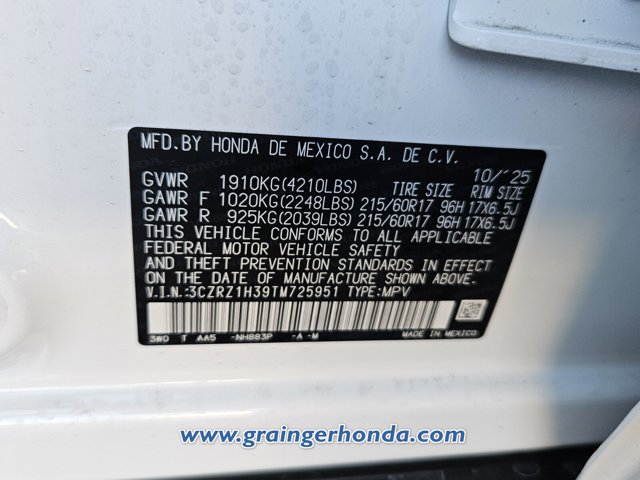 MFD.BY HONDA DE MEXICO S.A. DE C.V.
10/'25
GVWR 1910KG(4210LBS) TIRE SIZE RIM SIZE
GAWR F 1020KG(2248LBS) 215/60R17 96H 17X6.5J
GAWR R 925KG(2039LBS) 215/60R17 96H 17X6.5J
THIS VEHICLE CONFORMS TO ALL APPLICABLE
FEDERAL MOTOR VEHICLE SAFETY
AND THEFT PREVENTION STANDARDS IN EFFECT
ON THE DATE OF MANUFACTURE SHOWN ABOVE.
V.I.N.:3CZRZ1H39TM725951 TYPE:MPV
3W0 T AA5 -NH883P -A -M MADE IN MEXICO
www.graingerhonda.com